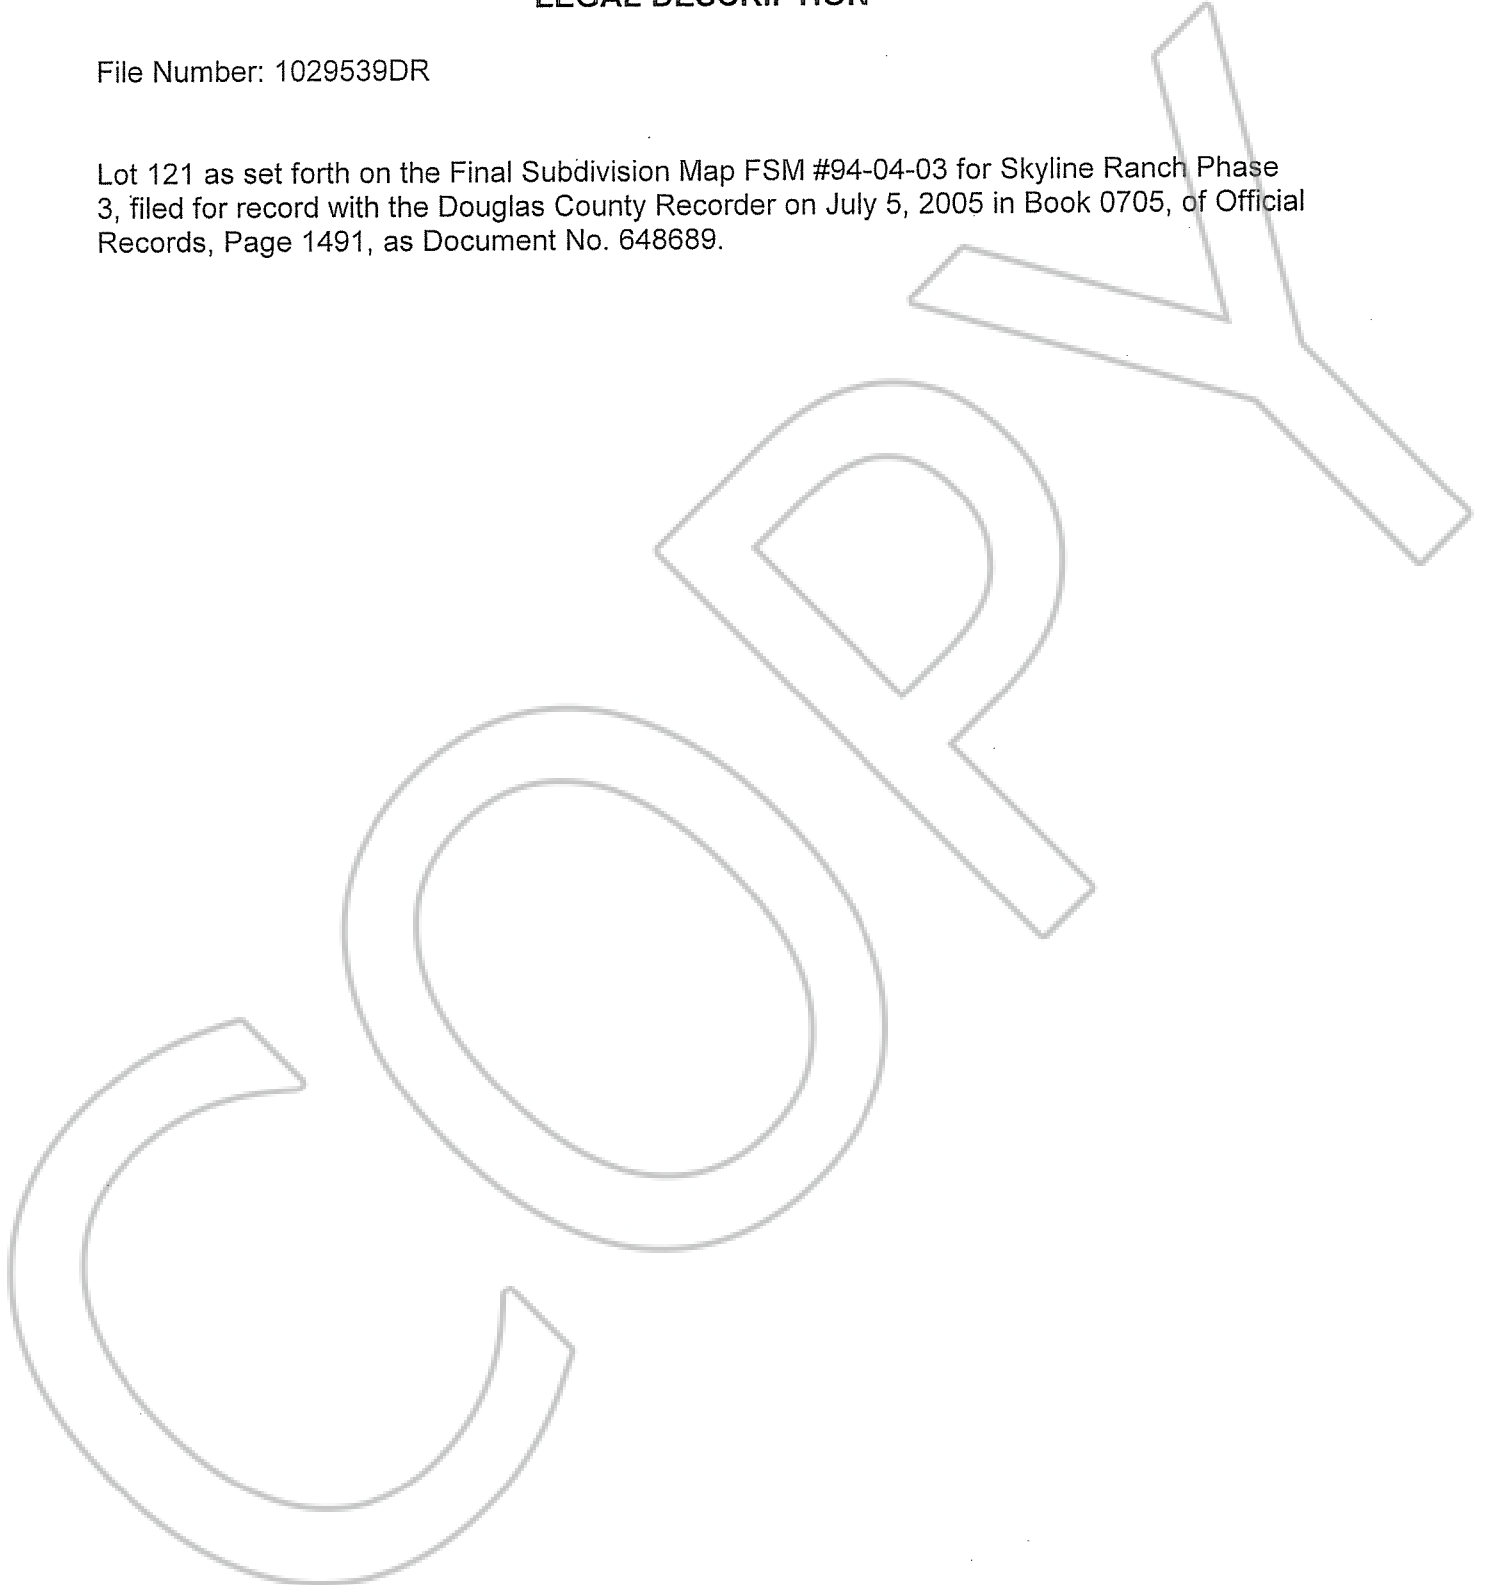 LEGAL DESCRIPTION
File Number: 1029539DR
Lot 121 as set forth on the Final Subdivision Map FSM #94-04-03 for Skyline Ranch Phase
3, filed for record with the Douglas County Recorder on July 5, 2005 in Book 0705, of Official
Records, Page 1491, as Document No. 648689.
COPY